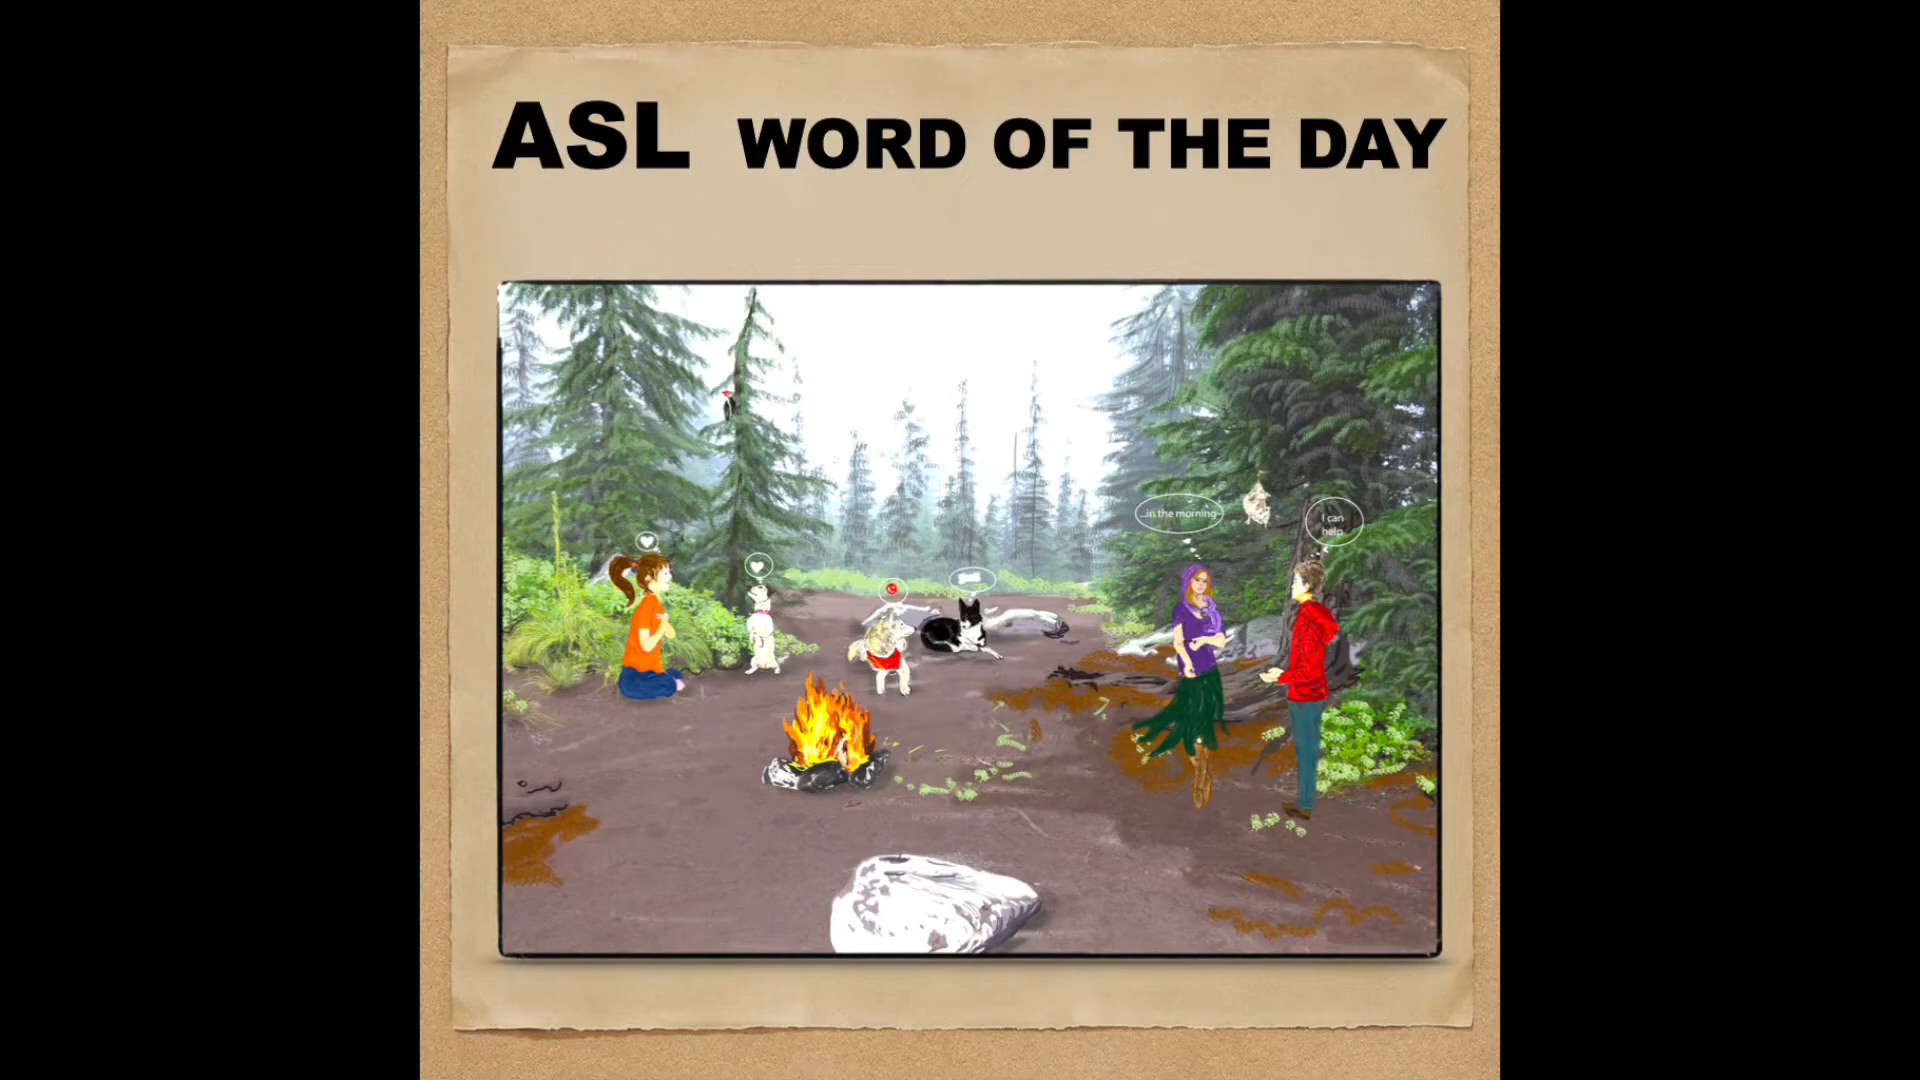 ASL WORD OF THE DAY
...in the morning
I can
help